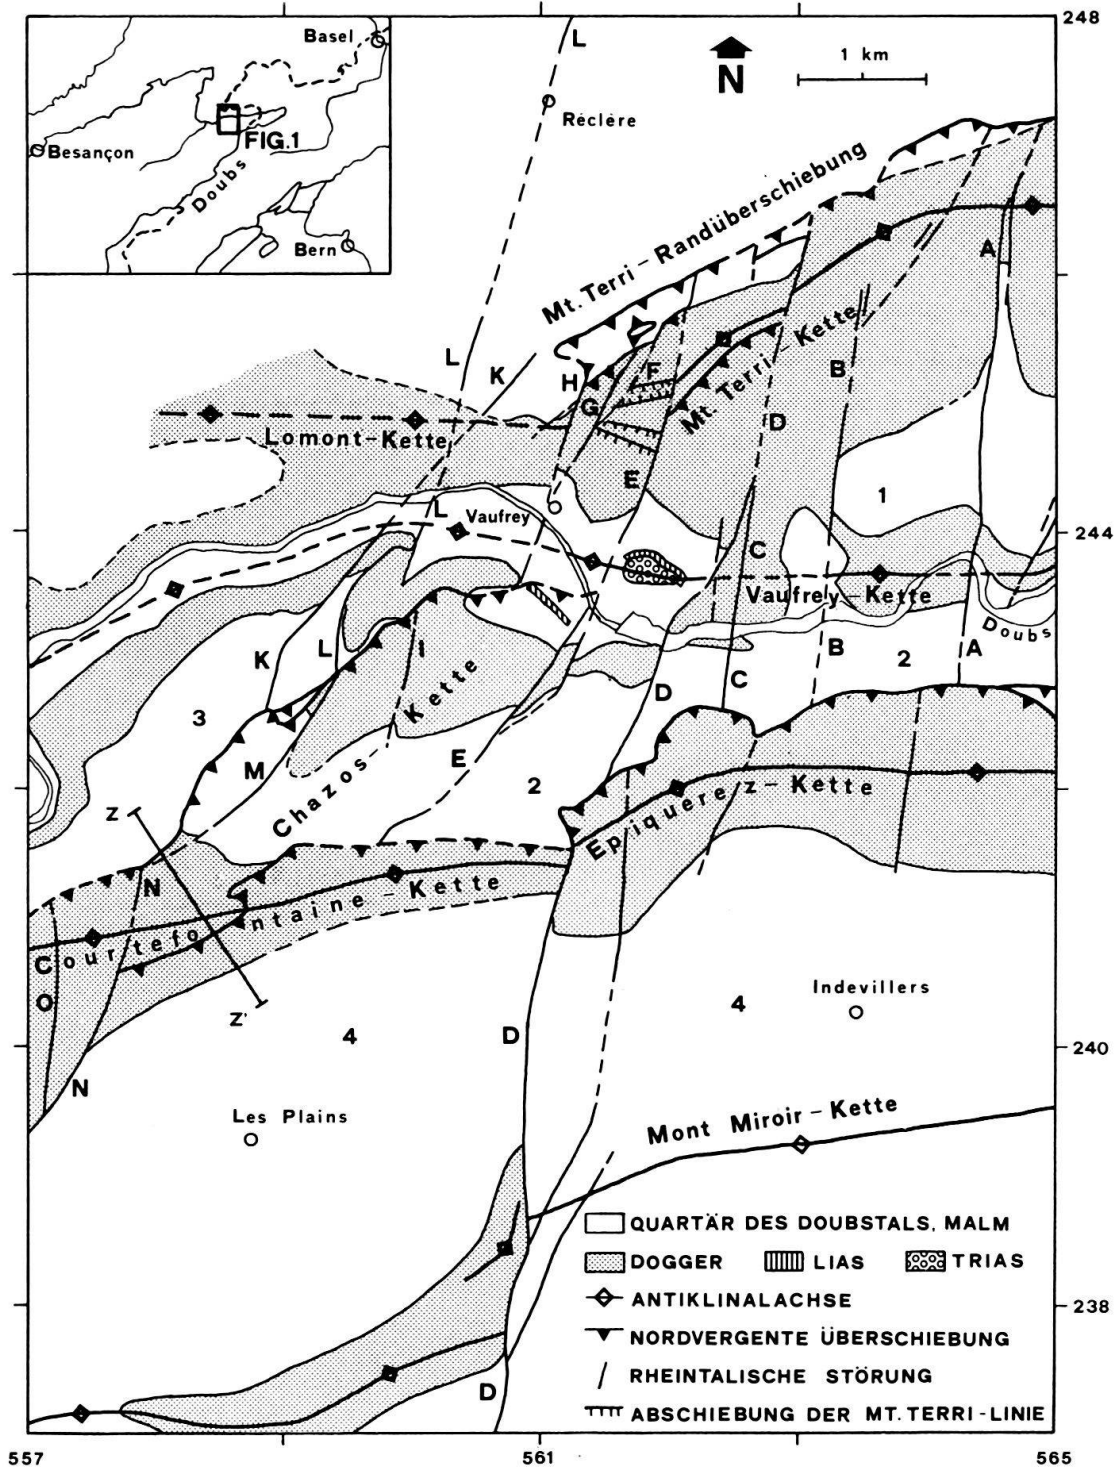 Basel
Besançon
FIG.1
Doubs
Bern
248
N
1 km
L
Réclère
Mt. Terri-Randüberschiebung
A
L
K
H
F
G
Mt. Terri-Kette
B
D
Lomont-Kette
E
1
L
Vaufrey
244
C
Vaufrey-Kette
Doubs
K
L
I
Kette
B
2
A
D
C
3
M
E
2
Chazos-
Z
Epiquerez-Kette
N
Courtefontaine-Kette
C
O
Z'
Indevillers
4
4
D
240
N
Les Plains
Mont Miroir-Kette
QUARTÄR DES DOUBSTALS, MALM
DOGGER LIAS TRIAS
ANTIKLINALACHSE
238
NORDVERGENTE ÜBERSCHIEBUNG
RHEINTALISCHE STÖRUNG
D
ABSCHIEBUNG DER MT. TERRI-LINIE
557 561 565